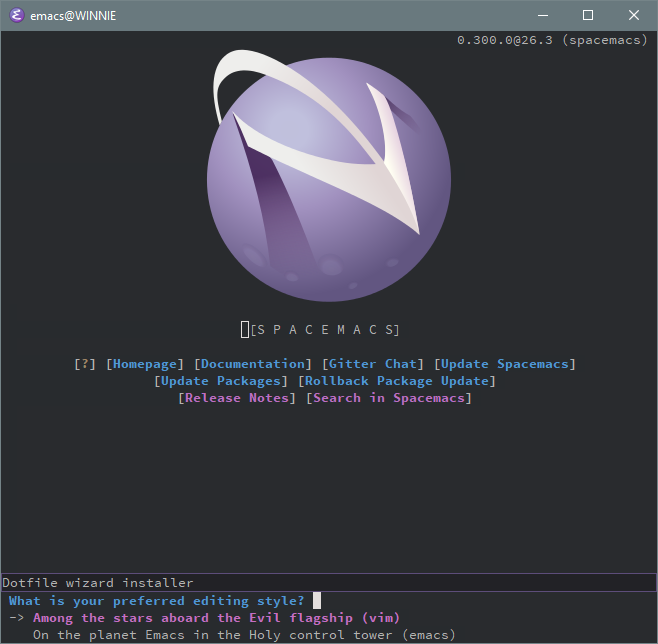 emacs@WINNIE
0.300.0@26.3 (spacemacs)
[S P A C E M A C S]
[?] [Homepage] [Documentation] [Gitter Chat] [Update Spacemacs]
[Update Packages] [Rollback Package Update]
[Release Notes] [Search in Spacemacs]
Dotfile wizard installer
What is your preferred editing style?
-> Among the stars aboard the Evil flagship (vim)
On the planet Emacs in the Holy control tower (emacs)